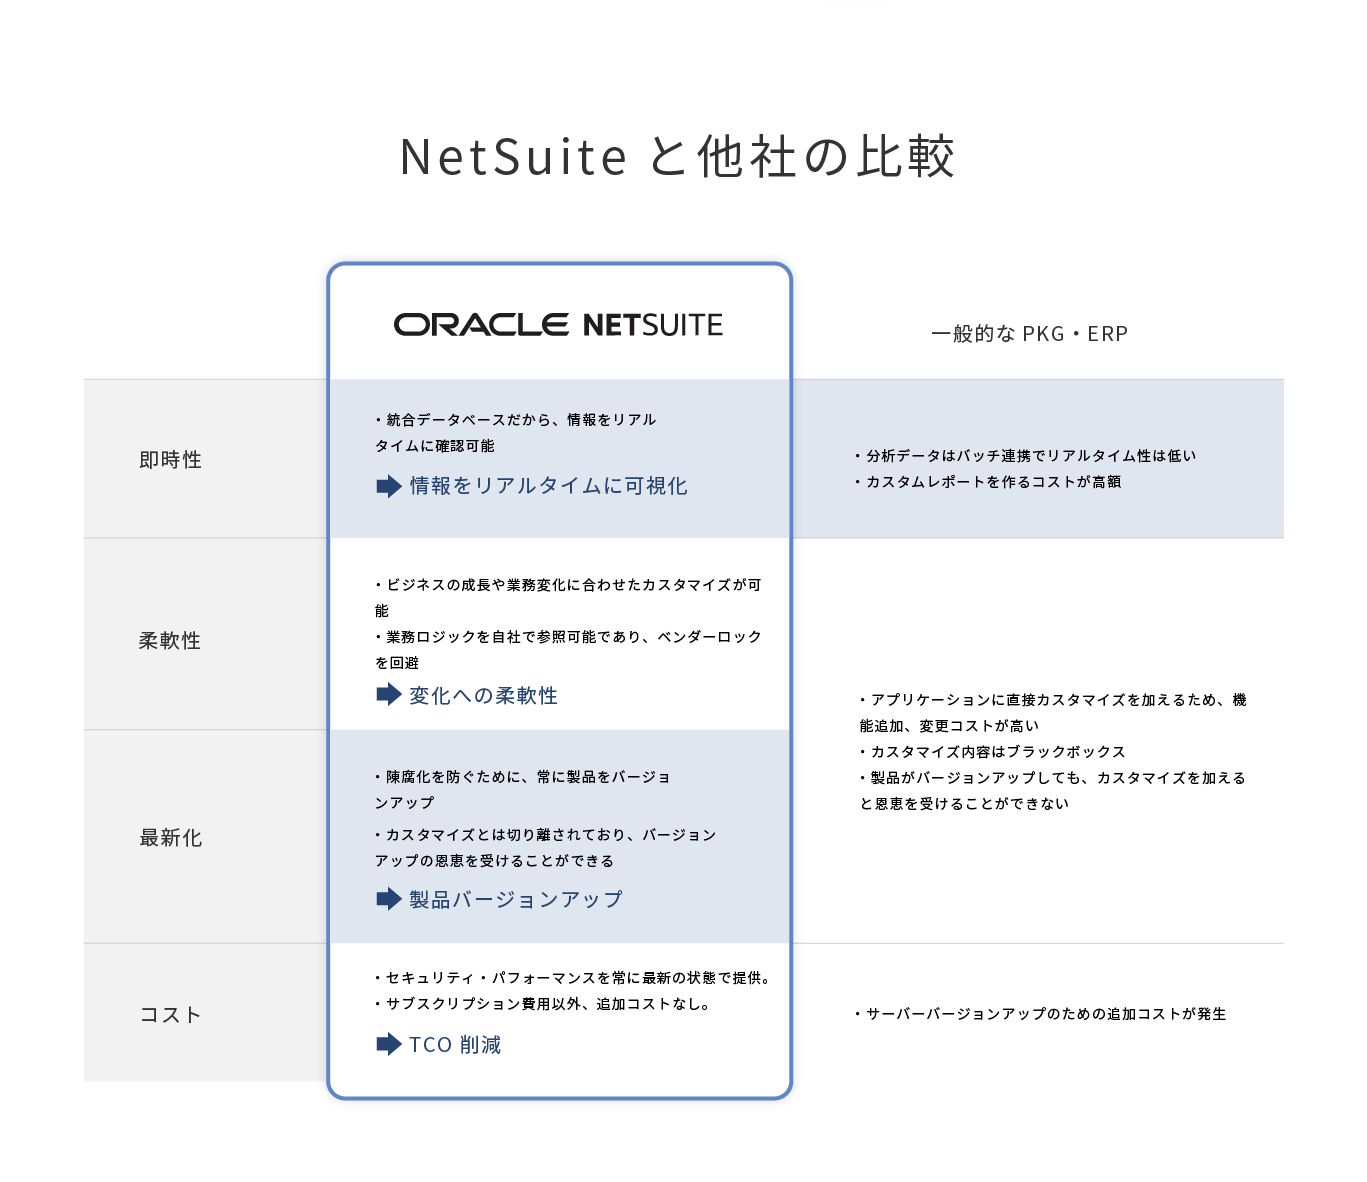 NetSuite と他社の比較
ORACLE NETSUITE
一般的な PKG・ERP
即時性
・統合データベースだから、情報をリアル
タイムに確認可能
情報をリアルタイムに可視化
・分析データはバッチ連携でリアルタイム性は低い
・カスタムレポートを作るコストが高額
柔軟性
・ビジネスの成長や業務変化に合わせたカスタマイズが可
能
・業務ロジックを自社で参照可能であり、ベンダーロック
を回避
変化への柔軟性
・アプリケーションに直接カスタマイズを加えるため、機
能追加、変更コストが高い
・カスタマイズ内容はブラックボックス
・製品がバージョンアップしても、カスタマイズを加える
と恩恵を受けることができない
最新化
・陳腐化を防ぐために、常に製品をバージョ
ンアップ
・カスタマイズとは切り離されており、バージョン
アップの恩恵を受けることができる
製品バージョンアップ
コスト
・セキュリティ・パフォーマンスを常に最新の状態で提供。
・サブスクリプション費用以外、追加コストなし。
TCO 削減
・サーバーバージョンアップのための追加コストが発生